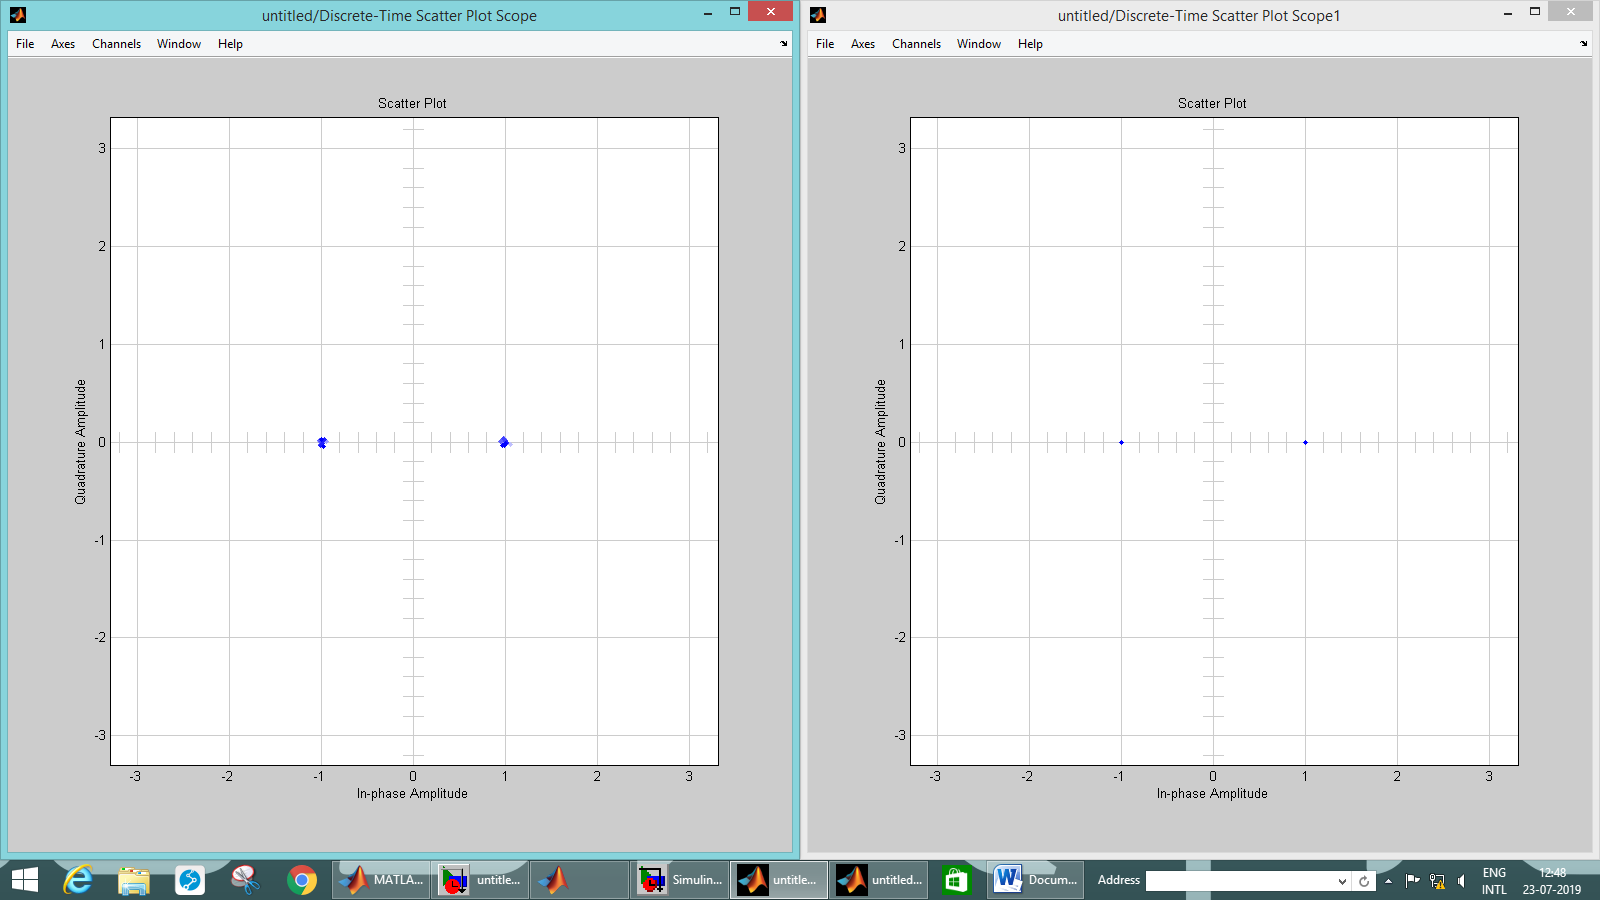 untitled/Discrete-Time Scatter Plot Scope
File Axes Channels Window Help
Scatter Plot
3
2
1
0
-1
-2
-3
Quadrature Amplitude
-3 -2 -1 0 1 2 3
In-phase Amplitude
untitled/Discrete-Time Scatter Plot Scope1
File Axes Channels Window Help
Scatter Plot
3
2
1
0
-1
-2
-3
Quadrature Amplitude
-3 -2 -1 0 1 2 3
In-phase Amplitude
MATLA... untitle... Simulin... untitle... untitled... Docum... Address
ENG
INTL
12:48
23-07-2019